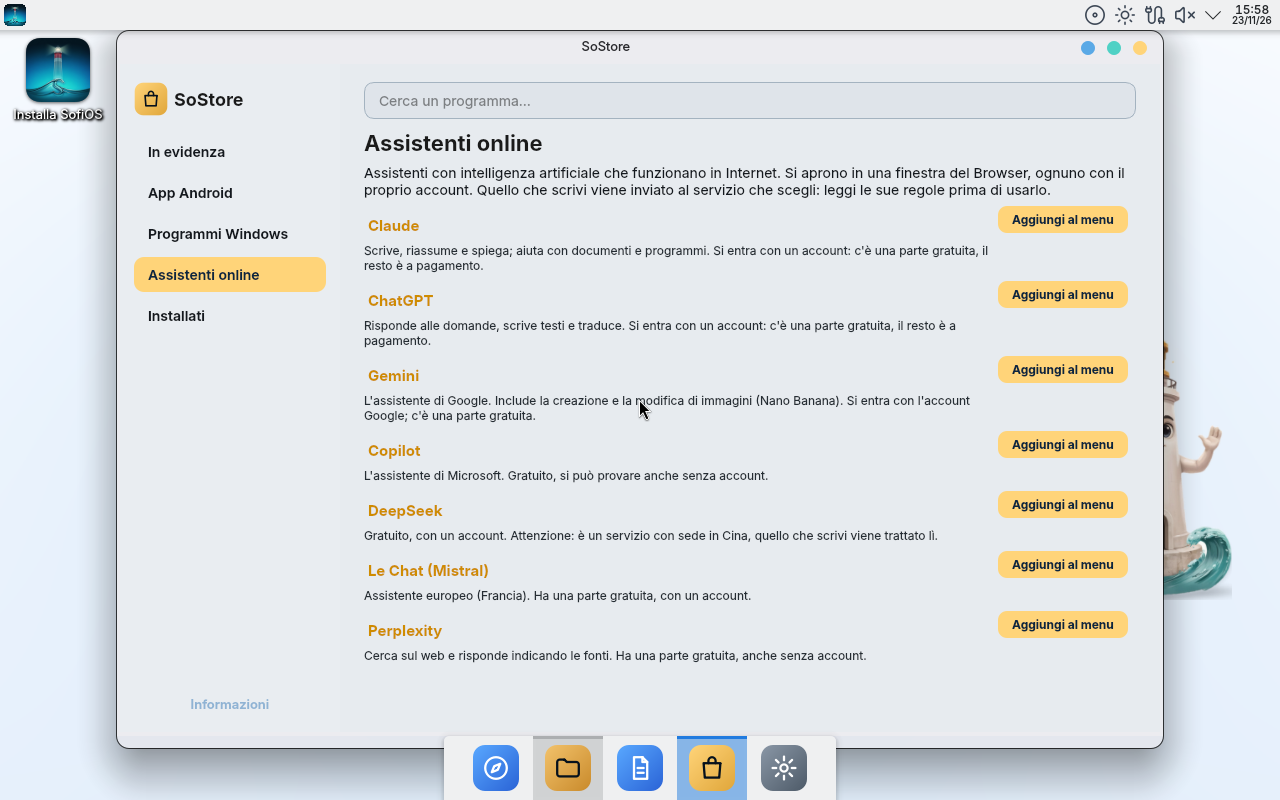 15:58
23/11/26
SoStore
Installa SofiOS
SoStore
Cerca un programma...
In evidenza
App Android
Programmi Windows
Assistenti online
Installati
Informazioni
Assistenti online
Assistenti con intelligenza artificiale che funzionano in Internet. Si aprono in una finestra del Browser, ognuno con il
proprio account. Quello che scrivi viene inviato al servizio che scegli: leggi le sue regole prima di usarlo.
Claude
Aggiungi al menu
Scrive, riassume e spiega; aiuta con documenti e programmi. Si entra con un account: c'è una parte gratuita, il
resto è a pagamento.
ChatGPT
Aggiungi al menu
Risponde alle domande, scrive testi e traduce. Si entra con un account: c'è una parte gratuita, il resto è a
pagamento.
Gemini
Aggiungi al menu
L'assistente di Google. Include la creazione e la modifica di immagini (Nano Banana). Si entra con l'account
Google; c'è una parte gratuita.
Copilot
Aggiungi al menu
L'assistente di Microsoft. Gratuito, si può provare anche senza account.
DeepSeek
Aggiungi al menu
Gratuito, con un account. Attenzione: è un servizio con sede in Cina, quello che scrivi viene trattato lì.
Le Chat (Mistral)
Aggiungi al menu
Assistente europeo (Francia). Ha una parte gratuita, con un account.
Perplexity
Aggiungi al menu
Cerca sul web e risponde indicando le fonti. Ha una parte gratuita, anche senza account.